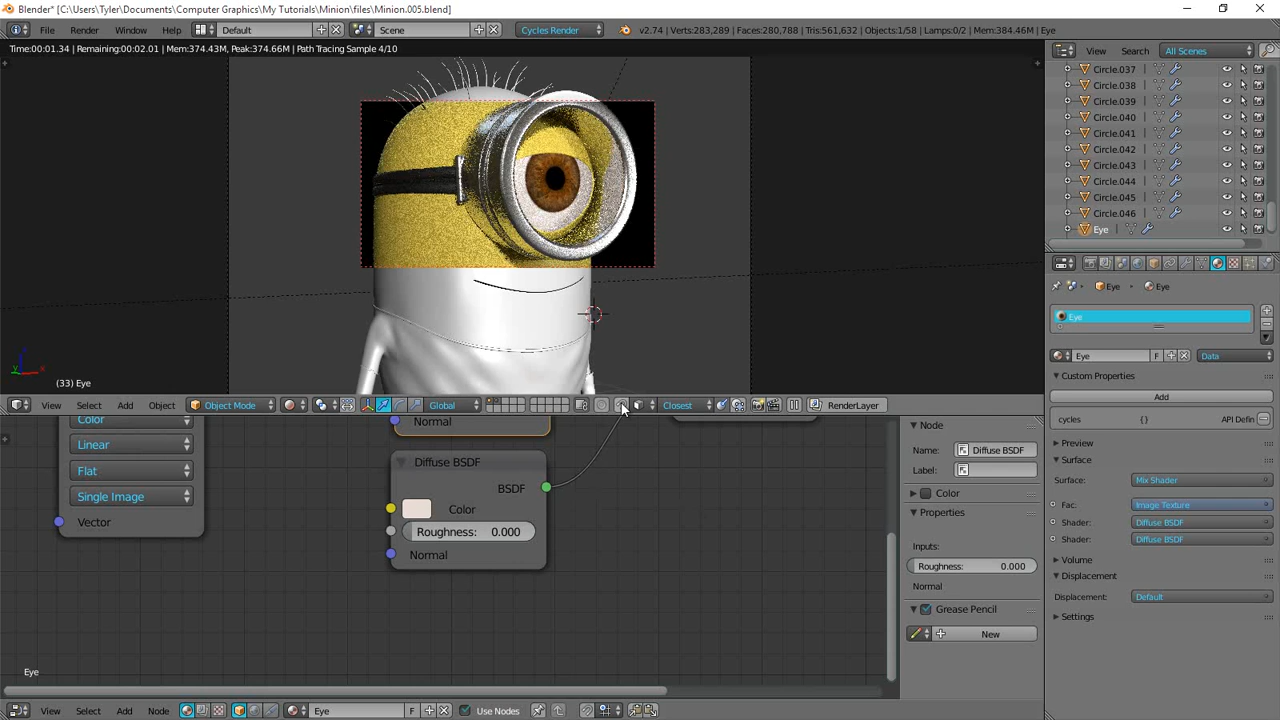 Blender* [C:\Users\Tyler\Documents\Computer Graphics\My Tutorials\Minion\files\Minion.005.blend]
File Render Window Help Default Scene Cycles Render v2.74 | Verts:283,289 | Faces:280,788 | Tris:561,632 | Objects:1/58 | Lamps:0/2 | Mem:384.46M | Eye
Time:00:01.34 | Remaining:00:02.01 | Mem:374.43M, Peak:374.66M | Path Tracing Sample 4/10
View Search All Scenes
Circle.037
Circle.038
Circle.039
Circle.040
Circle.041
Circle.042
Circle.043
Circle.044
Circle.045
Circle.046
Eye
(33) Eye
View Select Add Object Object Mode Global Closest RenderLayer
Color
Linear
Flat
Single Image
Vector
Normal
Diffuse BSDF
BSDF
Color
Roughness: 0.000
Normal
Eye
View Select Add Node Eye F Use Nodes
Node
Name: Diffuse BSDF
Label:
Color
Properties
Inputs:
Roughness: 0.000
Normal
Grease Pencil
New
Eye Eye
Eye
Eye F Data
Custom Properties
Add
cycles {} API Defin
Preview
Surface
Surface: Mix Shader
Fac: Image Texture
Shader: Diffuse BSDF
Shader: Diffuse BSDF
Volume
Displacement
Displacement: Default
Settings